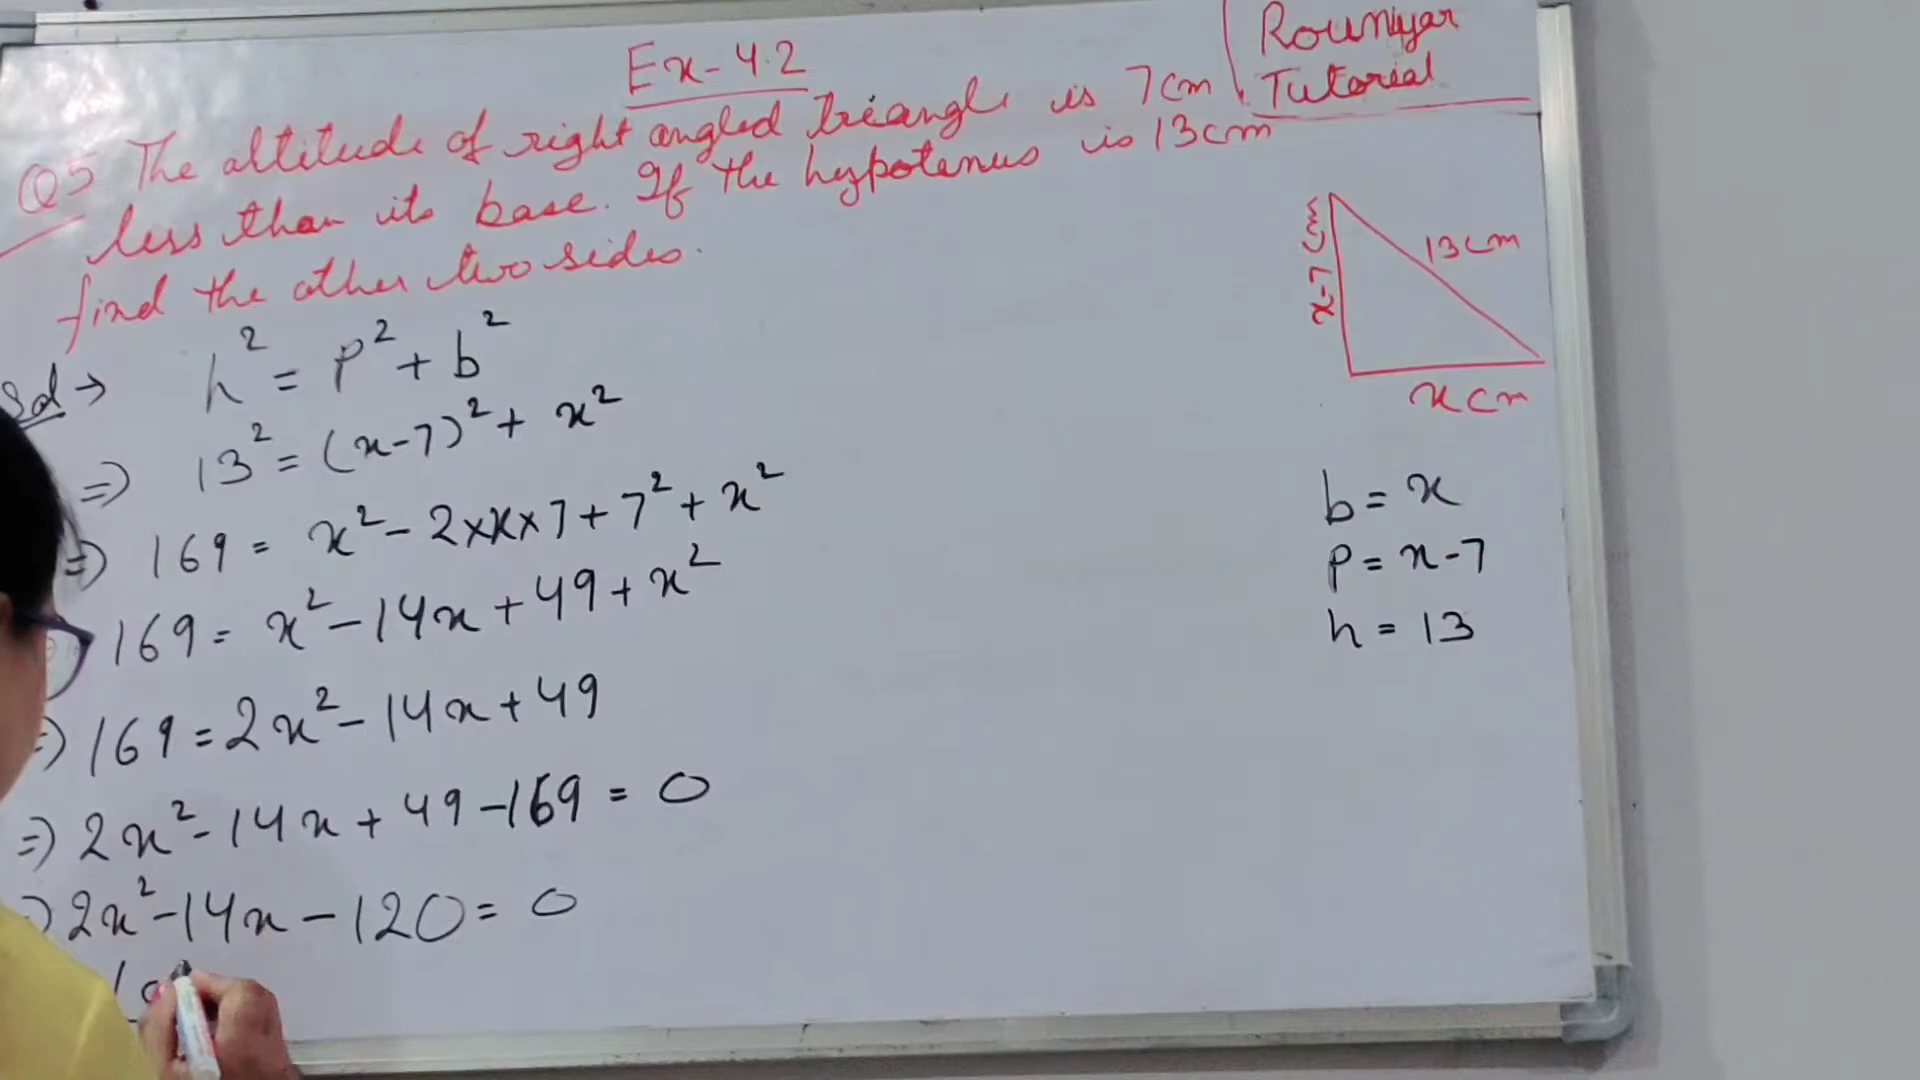 Ex-4.2
Rouniyar
Tutorial
Q5 The altitude of right angled triangle is 7cm
less than its base. If the hypotenus is 13cm
find the other two sides.
Sol → h² = p² + b²
⇒ 13² = (x-7)² + x²
⇒ 169 = x² - 2×x×7 + 7² + x²
169 = x² - 14x + 49 + x²
⇒ 169 = 2x² - 14x + 49
⇒ 2x² - 14x + 49 - 169 = 0
⇒ 2x² - 14x - 120 = 0
x-7 cm
13cm
x cm
b = x
p = x-7
h = 13